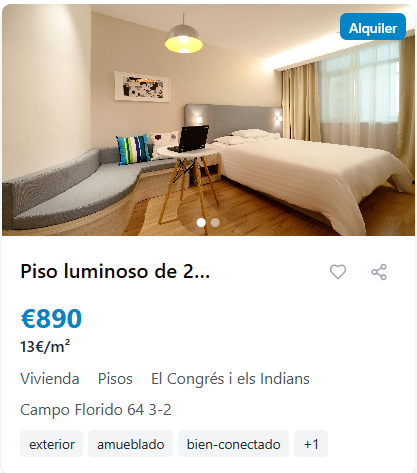 Alquiler
Piso luminoso de 2...
€890
13€/m²
Vivienda Pisos El Congrés i els Indians
Campo Florido 64 3-2
exterior amueblado bien-conectado +1